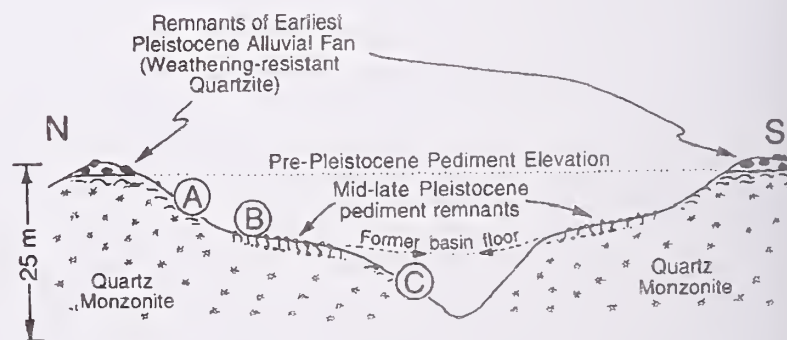 Remnants of Earliest
Pleistocene Alluvial Fan
(Weathering-resistant
Quartzite)
N
S
Pre-Pleistocene Pediment Elevation
Mid-late Pleistocene
pediment remnants
A
B
Former basin floor
C
25 m
Quartz
Monzonite
Quartz
Monzonite